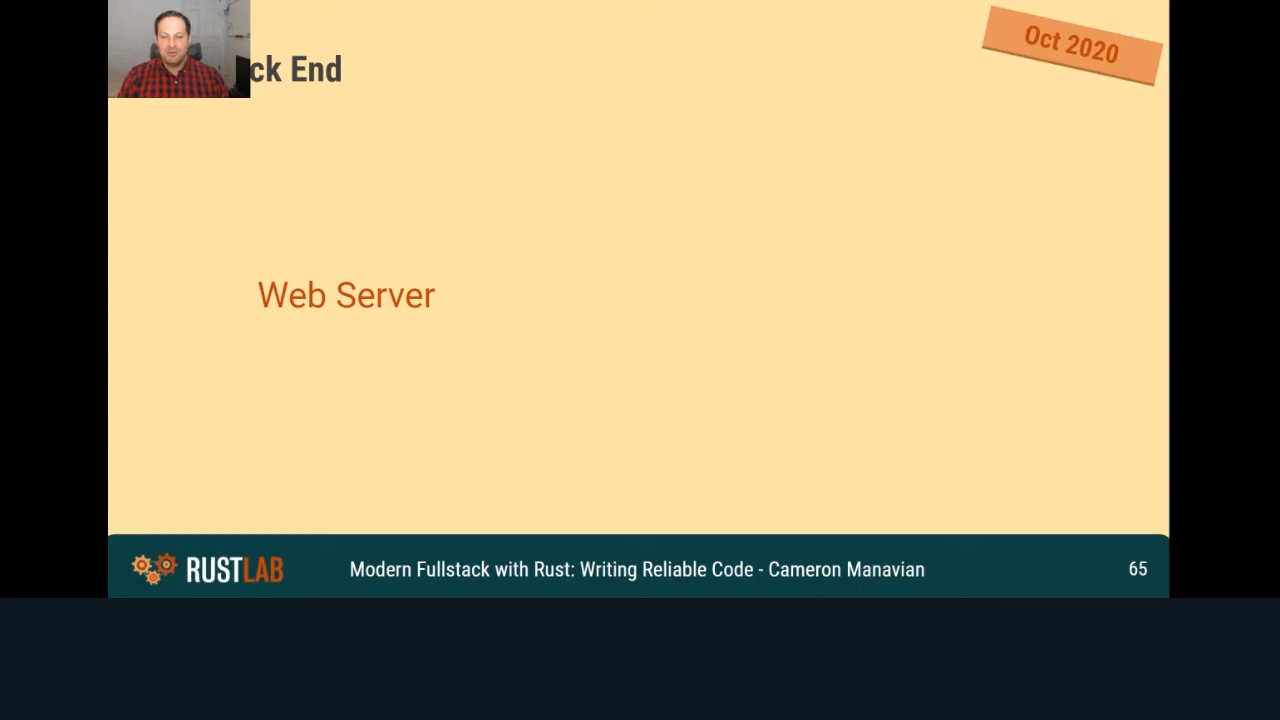 ck End
Oct 2020
Web Server
RUSTLAB
Modern Fullstack with Rust: Writing Reliable Code - Cameron Manavian
65